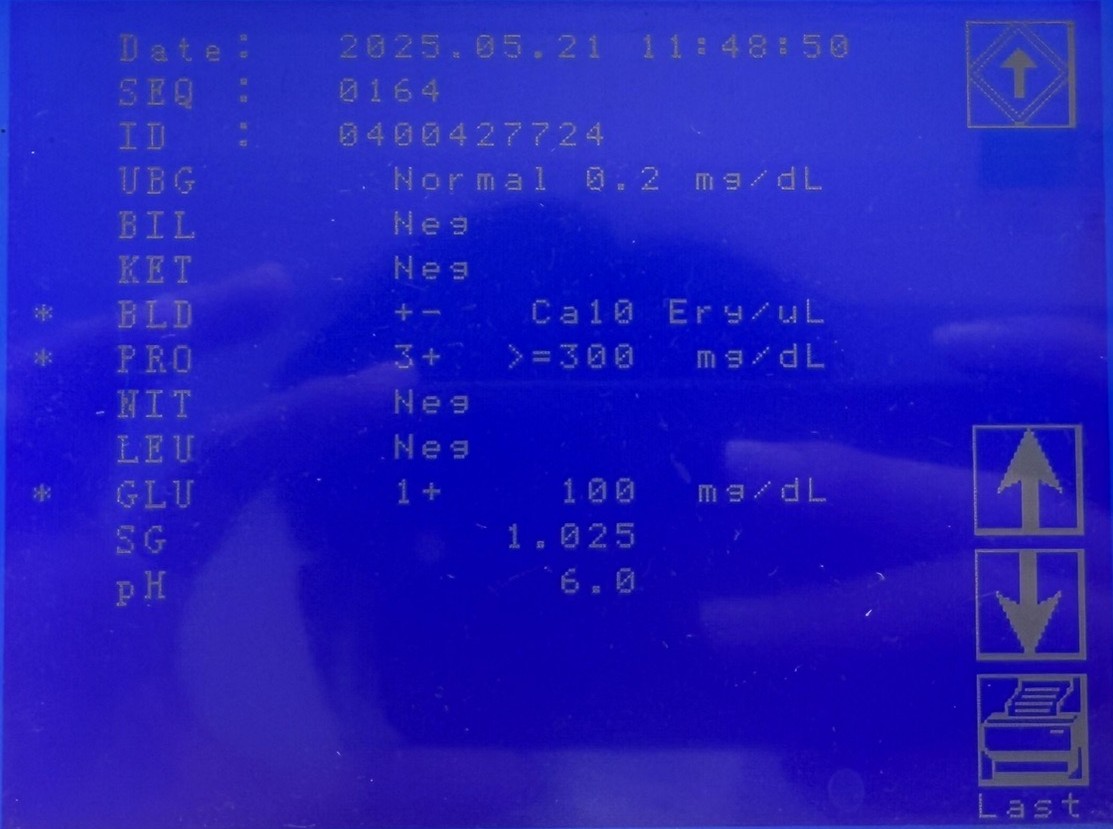 Date: 2025.05.21 11:48:50
SEQ : 0164
ID : 0400427724
UBG Normal 0.2 mg/dL
BIL Neg
KET Neg
* BLD +- Ca10 Ery/uL
* PRO 3+ >=300 mg/dL
NIT Neg
LEU Neg
* GLU 1+ 100 mg/dL
SG 1.025
pH 6.0
Last